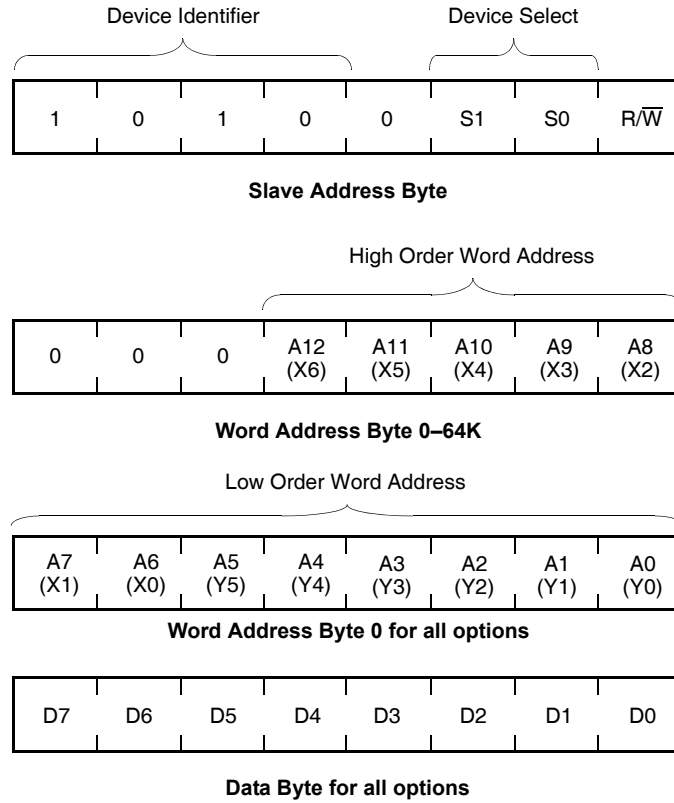 Device Identifier Device Select
1 0 1 0 0 S1 S0 R/W̅
Slave Address Byte
High Order Word Address
0 0 0 A12 A11 A10 A9 A8
(X6) (X5) (X4) (X3) (X2)
Word Address Byte 0–64K
Low Order Word Address
A7 A6 A5 A4 A3 A2 A1 A0
(X1) (X0) (Y5) (Y4) (Y3) (Y2) (Y1) (Y0)
Word Address Byte 0 for all options
D7 D6 D5 D4 D3 D2 D1 D0
Data Byte for all options